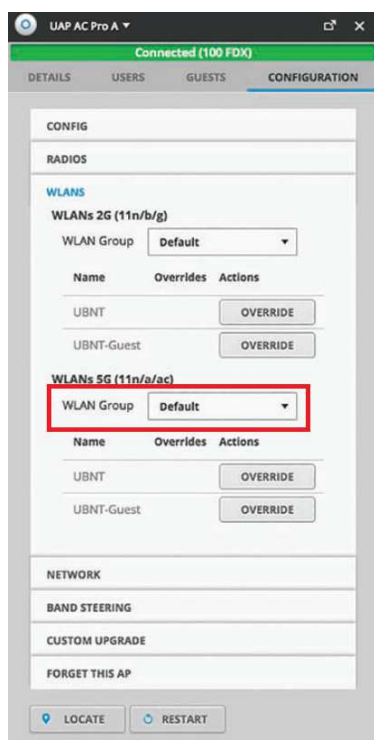 UAP AC Pro A
Connected (100 FDX)
DETAILS USERS GUESTS CONFIGURATION
CONFIG
RADIOS
WLANS
WLANs 2G (11n/b/g)
WLAN Group Default
Name Overrides Actions
UBNT OVERRIDE
UBNT-Guest OVERRIDE
WLANs 5G (11n/a/ac)
WLAN Group Default
Name Overrides Actions
UBNT OVERRIDE
UBNT-Guest OVERRIDE
NETWORK
BAND STEERING
CUSTOM UPGRADE
FORGET THIS AP
LOCATE RESTART